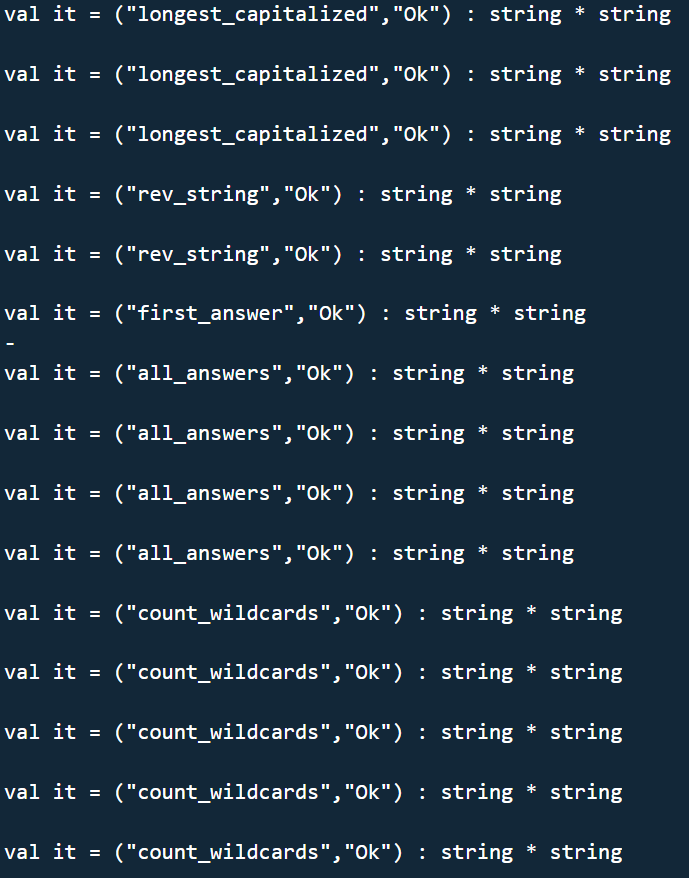 val it = ("longest_capitalized","Ok") : string * string
val it = ("longest_capitalized","Ok") : string * string
val it = ("longest_capitalized","Ok") : string * string
val it = ("rev_string","Ok") : string * string
val it = ("rev_string","Ok") : string * string
val it = ("first_answer","Ok") : string * string
-
val it = ("all_answers","Ok") : string * string
val it = ("all_answers","Ok") : string * string
val it = ("all_answers","Ok") : string * string
val it = ("all_answers","Ok") : string * string
val it = ("count_wildcards","Ok") : string * string
val it = ("count_wildcards","Ok") : string * string
val it = ("count_wildcards","Ok") : string * string
val it = ("count_wildcards","Ok") : string * string
val it = ("count_wildcards","Ok") : string * string